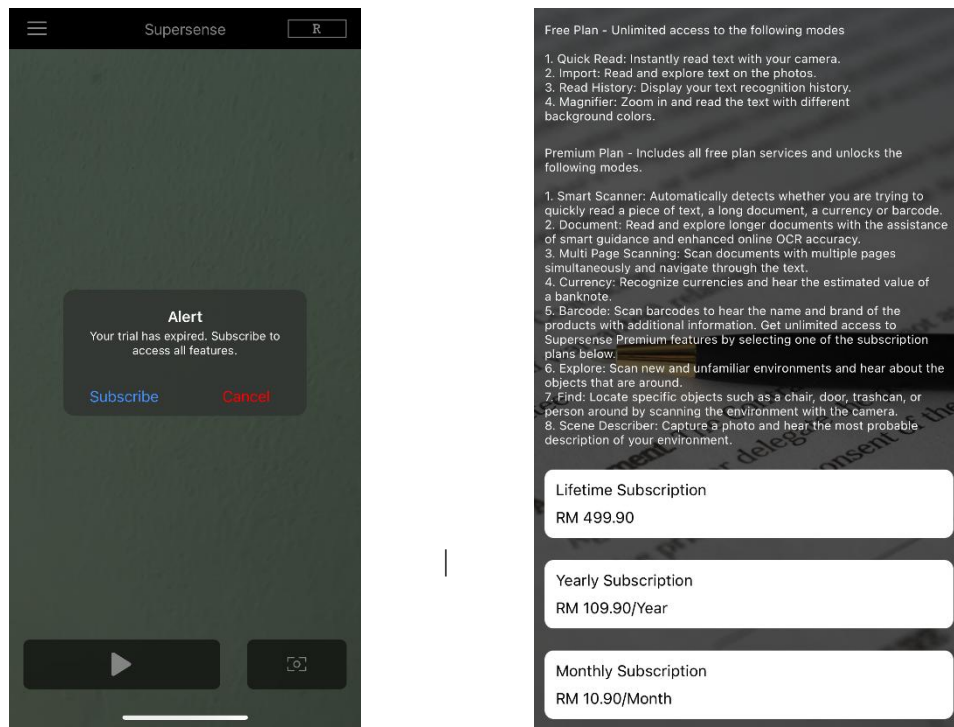 Supersense
R
Alert
Your trial has expired. Subscribe to
access all features.
Subscribe
Cancel
Free Plan - Unlimited access to the following modes
1. Quick Read: Instantly read text with your camera.
2. Import: Read and explore text on the photos.
3. Read History: Display your text recognition history.
4. Magnifier: Zoom in and read the text with different
background colors.
Premium Plan - Includes all free plan services and unlocks the
following modes.
1. Smart Scanner: Automatically detects whether you are trying to
quickly read a piece of text, a long document, a currency or barcode.
2. Document: Read and explore longer documents with the assistance
of smart guidance and enhanced online OCR accuracy.
3. Multi Page Scanning: Scan documents with multiple pages
simultaneously and navigate through the text.
4. Currency: Recognize currencies and hear the estimated value of
a banknote.
5. Barcode: Scan barcodes to hear the name and brand of the
products with additional information. Get unlimited access to
Supersense Premium features by selecting one of the subscription
plans below.
6. Explore: Scan new and unfamiliar environments and hear about the
objects that are around.
7. Find: Locate specific objects such as a chair, door, trashcan, or
person around by scanning the environment with the camera.
8. Scene Describer: Capture a photo and hear the most probable
description of your environment.
Lifetime Subscription
RM 499.90
Yearly Subscription
RM 109.90/Year
Monthly Subscription
RM 10.90/Month